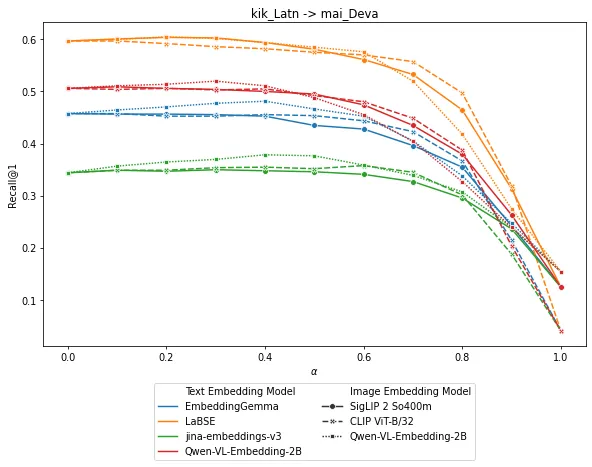 kik_Latn -> mai_Deva
Recall@1
0.6
0.5
0.4
0.3
0.2
0.1
0.0 0.2 0.4 0.6 0.8 1.0
α
Text Embedding Model Image Embedding Model
EmbeddingGemma SigLIP 2 So400m
LaBSE CLIP ViT-B/32
jina-embeddings-v3 Qwen-VL-Embedding-2B
Qwen-VL-Embedding-2B